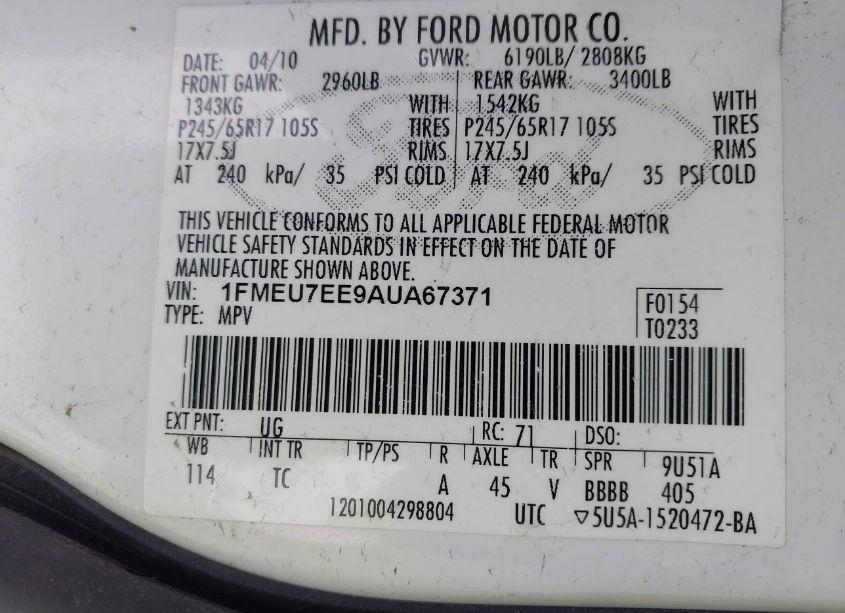 MFD. BY FORD MOTOR CO.
DATE: 04/10 GVWR: 6190LB/ 2808KG
FRONT GAWR: 2960LB REAR GAWR: 3400LB
1343KG WITH 1542KG WITH
P245/65R17 105S TIRES P245/65R17 105S TIRES
17X7.5J RIMS 17X7.5J RIMS
AT 240 kPa/ 35 PSI COLD AT 240 kPa/ 35 PSI COLD
THIS VEHICLE CONFORMS TO ALL APPLICABLE FEDERAL MOTOR
VEHICLE SAFETY STANDARDS IN EFFECT ON THE DATE OF
MANUFACTURE SHOWN ABOVE.
VIN: 1FMEU7EE9AUA67371
F0154
TYPE: MPV
T0233
EXT PNT: UG RC: 71 DSO:
WB INT TR TP/PS R AXLE TR SPR 9U51A
114 TC A 45 V BBBB 405
1201004298804 UTC ▽5U5A-1520472-BA